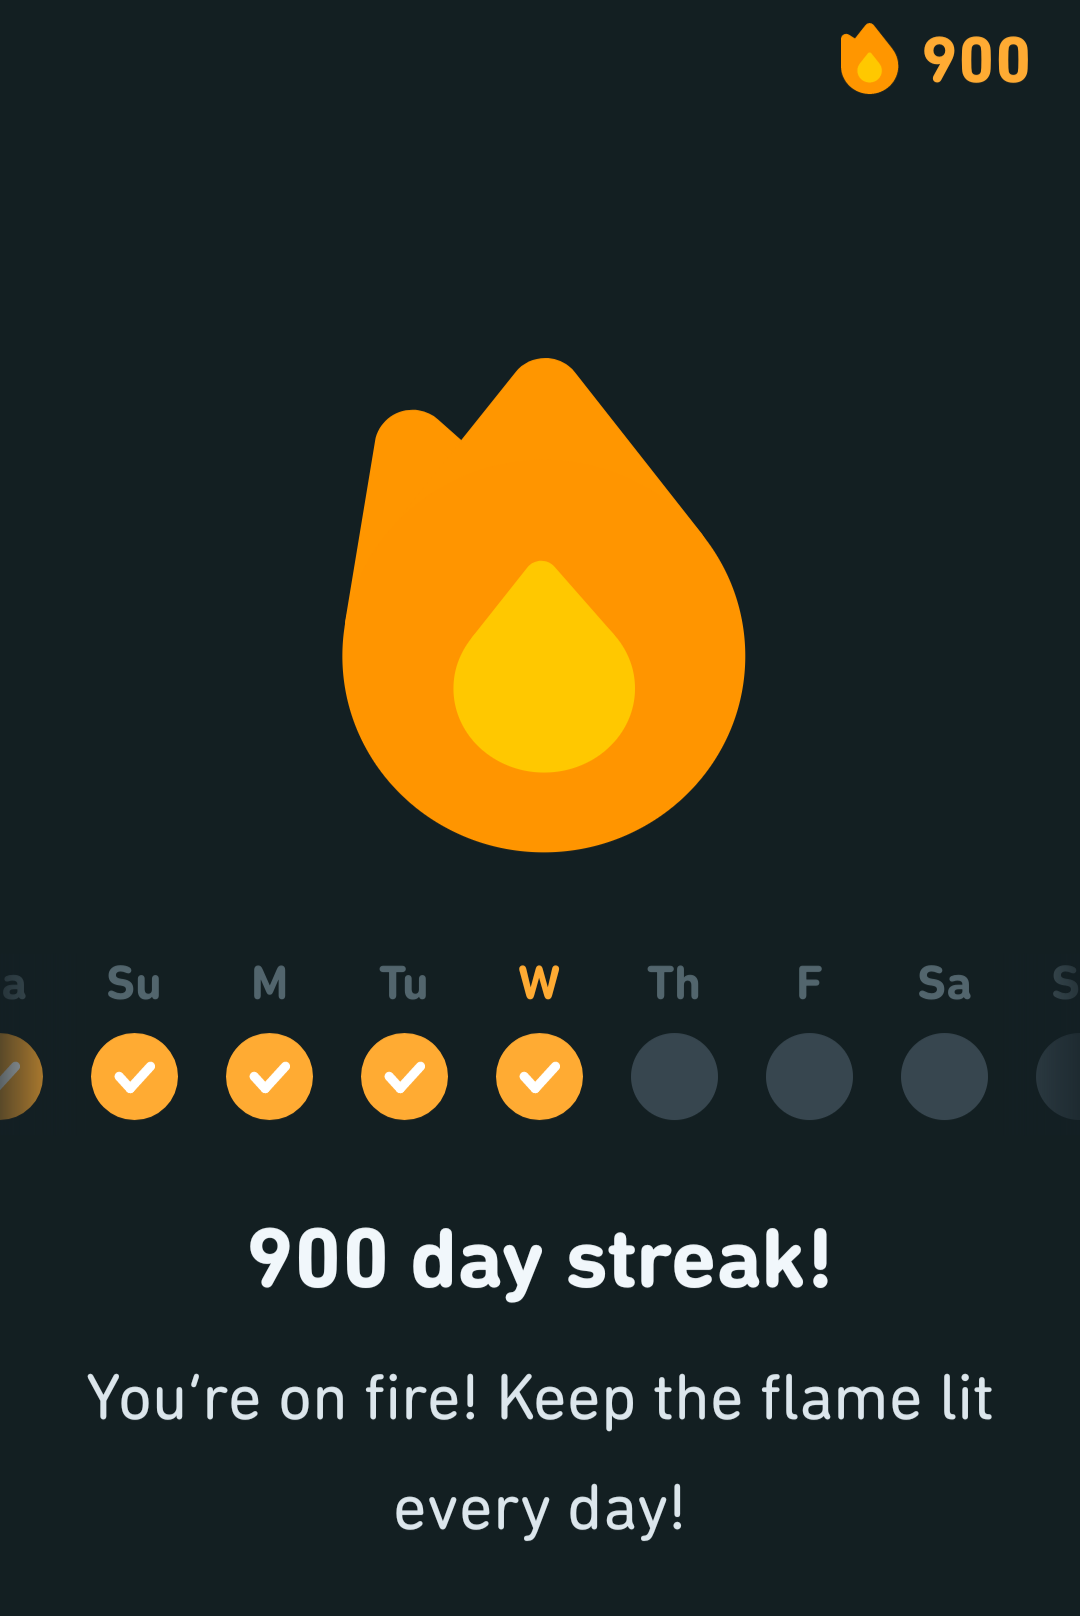 900
a Su M Tu W Th F Sa S
900 day streak!
You‘re on fire! Keep the flame lit
every day!